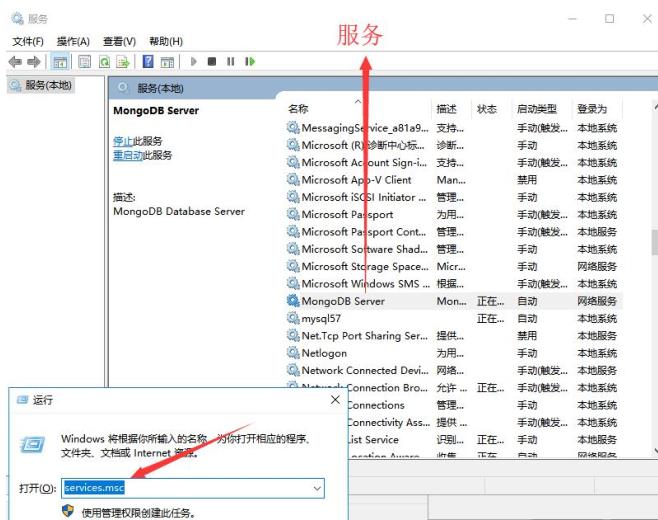 服务
文件(F) 操作(A) 查看(V) 帮助(H)
服务
服务(本地)
服务(本地)
MongoDB Server
停止此服务
重启动此服务
描述:
MongoDB Database Server
名称 描述 状态 启动类型 登录为
MessagingService_a81a9... 支持... 手动(触发... 本地系统
Microsoft (R) 诊断中心标... 诊断... 手动 本地系统
Microsoft Account Sign-i... 支持... 手动(触发... 本地系统
Microsoft App-V Client Man... 禁用 本地系统
Microsoft iSCSI Initiator ... 管理... 手动 本地系统
Microsoft Passport 为用... 手动(触发... 本地系统
Microsoft Passport Cont... 管理... 手动(触发... 本地服务
Microsoft Software Shad... 管理... 手动 本地系统
Microsoft Storage Space... Micr... 手动 网络服务
Microsoft Windows SMS ... 根据... 手动(触发... 本地系统
MongoDB Server Mon... 正在... 自动 网络服务
mysql57 正在... 自动 本地系统
Net.Tcp Port Sharing Ser... 提供... 禁用 本地服务
Netlogon 为用... 手动 本地系统
Network Connected Devi... 网络... 手动(触发... 本地服务
Network Connection Bro... 允许 ... 正在... 手动(触发... 本地系统
Connections 管理... 手动 本地系统
Connectivity Ass... 提供 ... 手动(触发... 本地系统
List Service 识别... 正在... 手动 本地服务
Location Aware 收集 正在 自动 网络服务
运行
Windows 将根据你所输入的名称，为你打开相应的程序、
文件夹、文档或 Internet 资源。
打开(O): services.msc
使用管理权限创建此任务。